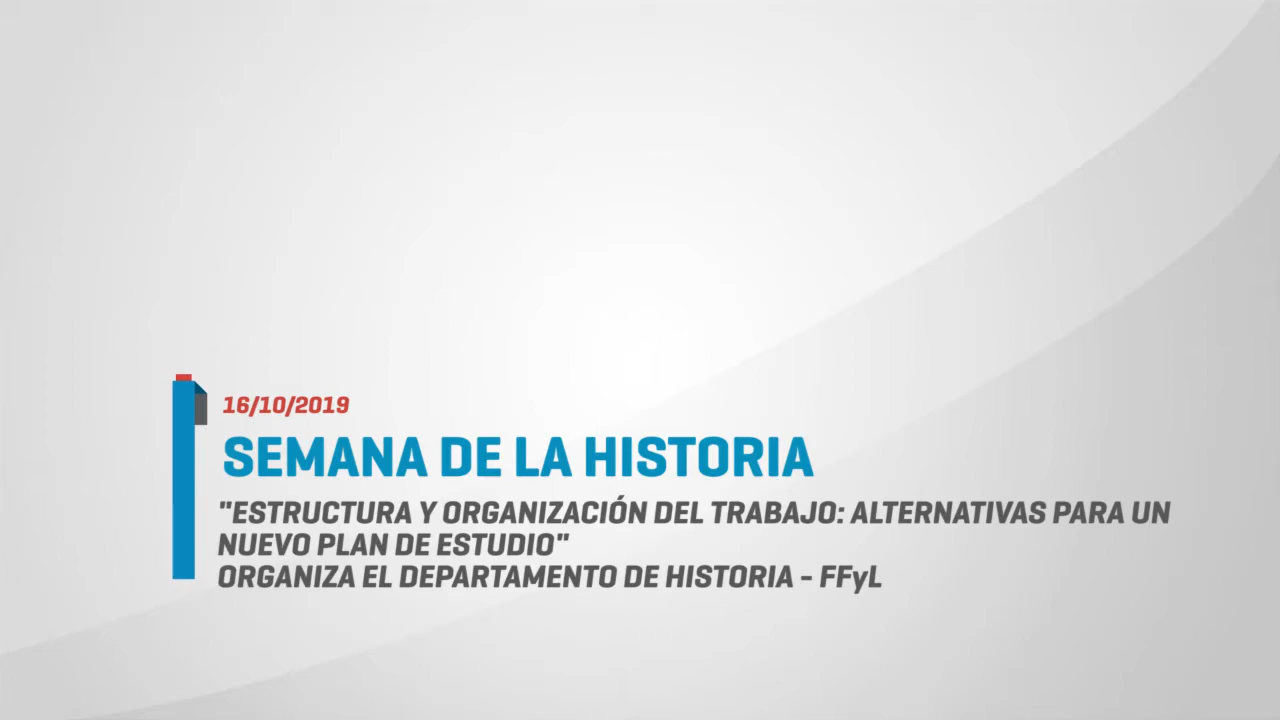 16/10/2019
SEMANA DE LA HISTORIA
"ESTRUCTURA Y ORGANIZACIÓN DEL TRABAJO: ALTERNATIVAS PARA UN
NUEVO PLAN DE ESTUDIO"
ORGANIZA EL DEPARTAMENTO DE HISTORIA - FFyL